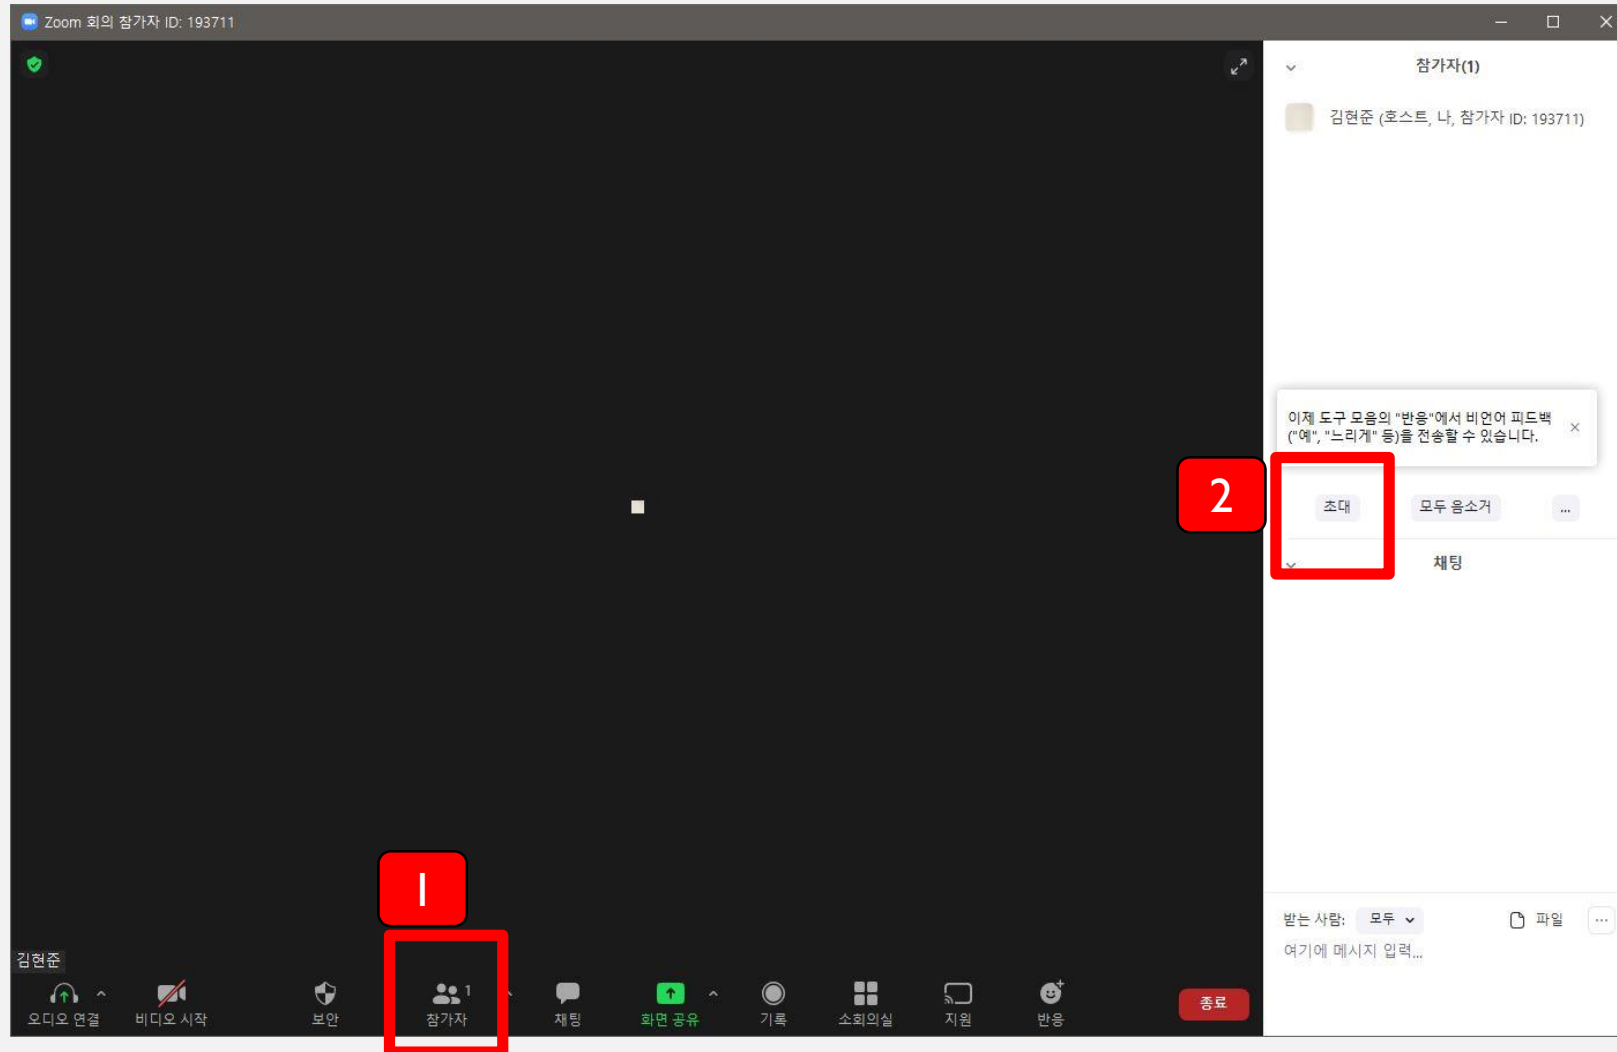 Zoom 회의 참가자 ID: 193711
참가자(1)
김현준 (호스트, 나, 참가자 ID: 193711)
이제 도구 모음의 "반응"에서 비언어 피드백
("예", "느리게" 등)을 전송할 수 있습니다.
2
초대
모두 음소거
...
채팅
1
받는 사람:
모두
파일
여기에 메시지 입력...
김현준
1
오디오 연결
비디오 시작
보안
참가자
채팅
화면 공유
기록
소회의실
지원
반응
종료